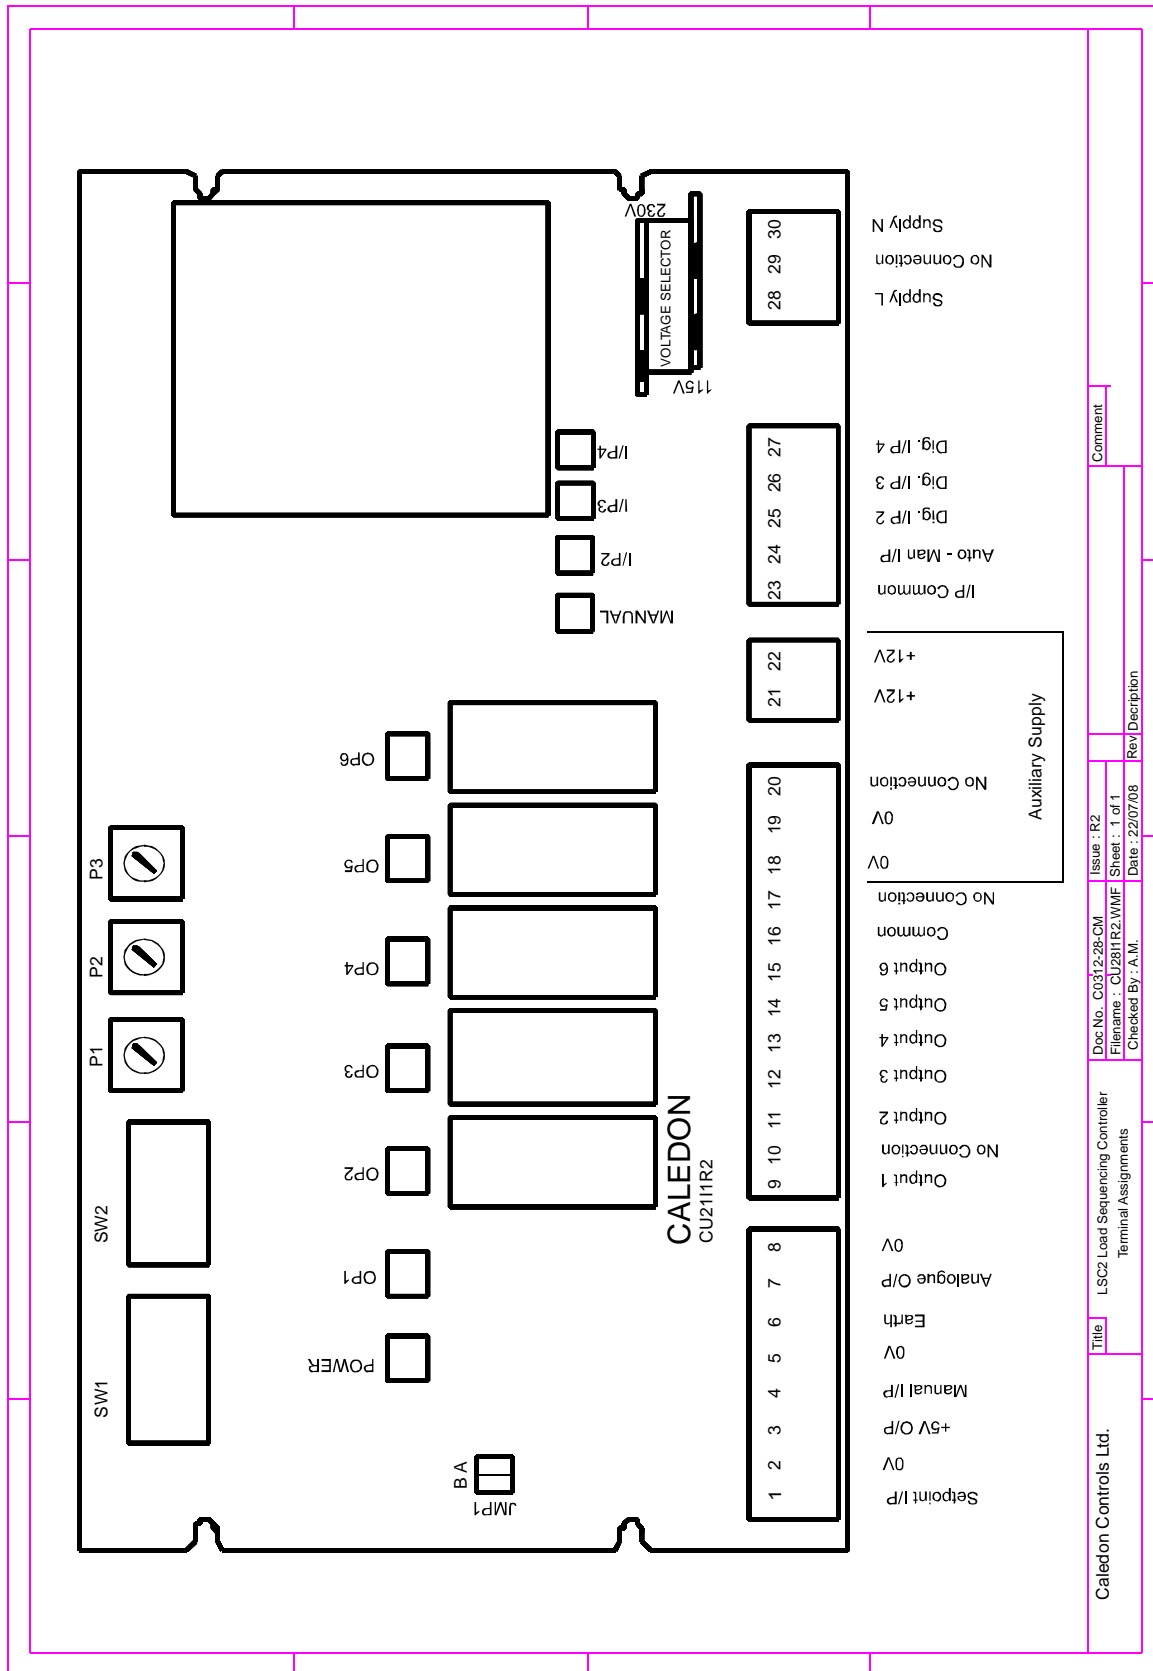 P1
P2
P3
SW1
SW2
POWER
OP1
OP2
OP3
OP4
OP5
OP6
B A
JMP1
CALEDON
CU21I1R2
MANUAL
I/P2
I/P3
I/P4
230V
VOLTAGE SELECTOR
115V
1 Setpoint I/P
2 0V
3 +5V O/P
4 Manual I/P
5 0V
6 Earth
7 Analogue O/P
8 0V
9 Output 1
10 No Connection
11 Output 2
12 Output 3
13 Output 4
14 Output 5
15 Output 6
16 Common
17 No Connection
18 0V
19 0V
20 No Connection
21 +12V
22 +12V
Auxiliary Supply
23 I/P Common
24 Auto - Man I/P
25 Dig. I/P 2
26 Dig. I/P 3
27 Dig. I/P 4
28 Supply L
29 No Connection
30 Supply N
Caledon Controls Ltd.
Title
LSC2 Load Sequencing Controller
Terminal Assignments
Doc No. C0312-28-CM
Filename : CU28I1R2.WMF
Checked By : A.M.
Issue : R2
Sheet : 1 of 1
Date : 22/07/08
Rev Decription
Comment